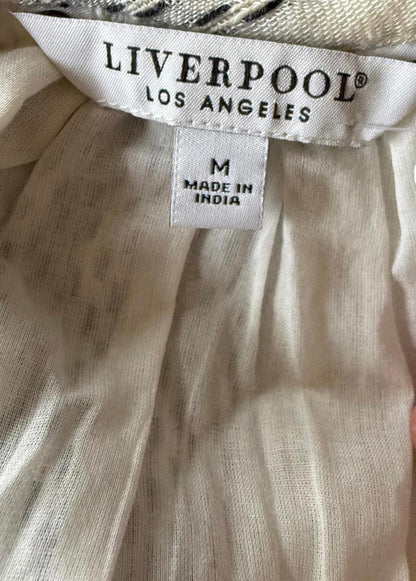 LIVERPOOL®
LOS ANGELES
M
MADE IN
INDIA